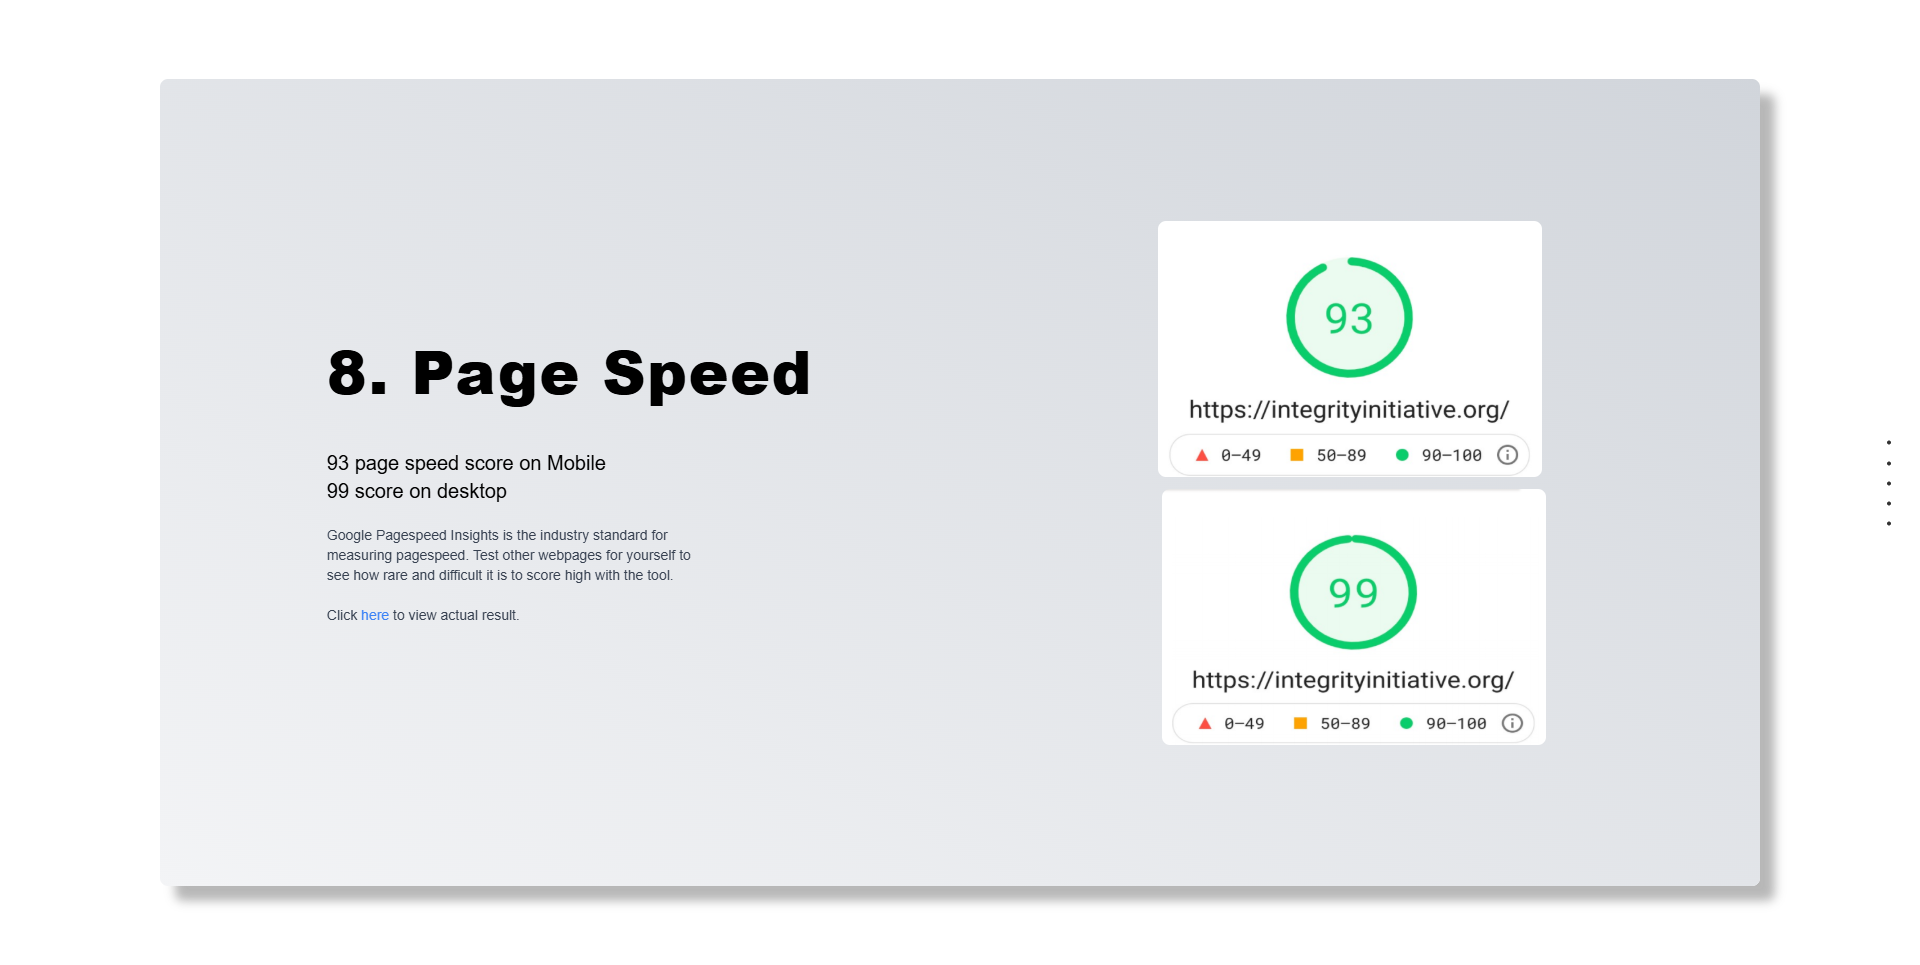 8. Page Speed
93 page speed score on Mobile
99 score on desktop
Google Pagespeed Insights is the industry standard for
measuring pagespeed. Test other webpages for yourself to
see how rare and difficult it is to score high with the tool.
Click here to view actual result.
93
https://integrityinitiative.org/
0–49 50–89 90–100
99
https://integrityinitiative.org/
0–49 50–89 90–100